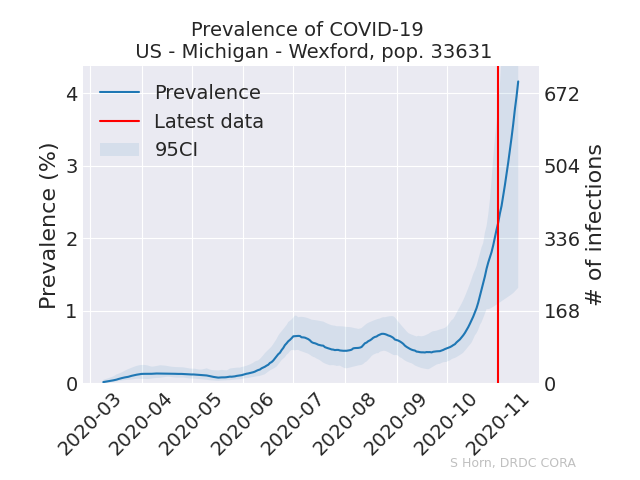 Prevalence of COVID-19
US - Michigan - Wexford, pop. 33631
Prevalence
Latest data
95CI
Prevalence (%)
4
3
2
1
0
672
504
336
168
0
# of infections
2020-03
2020-04
2020-05
2020-06
2020-07
2020-08
2020-09
2020-10
2020-11
S Horn, DRDC CORA